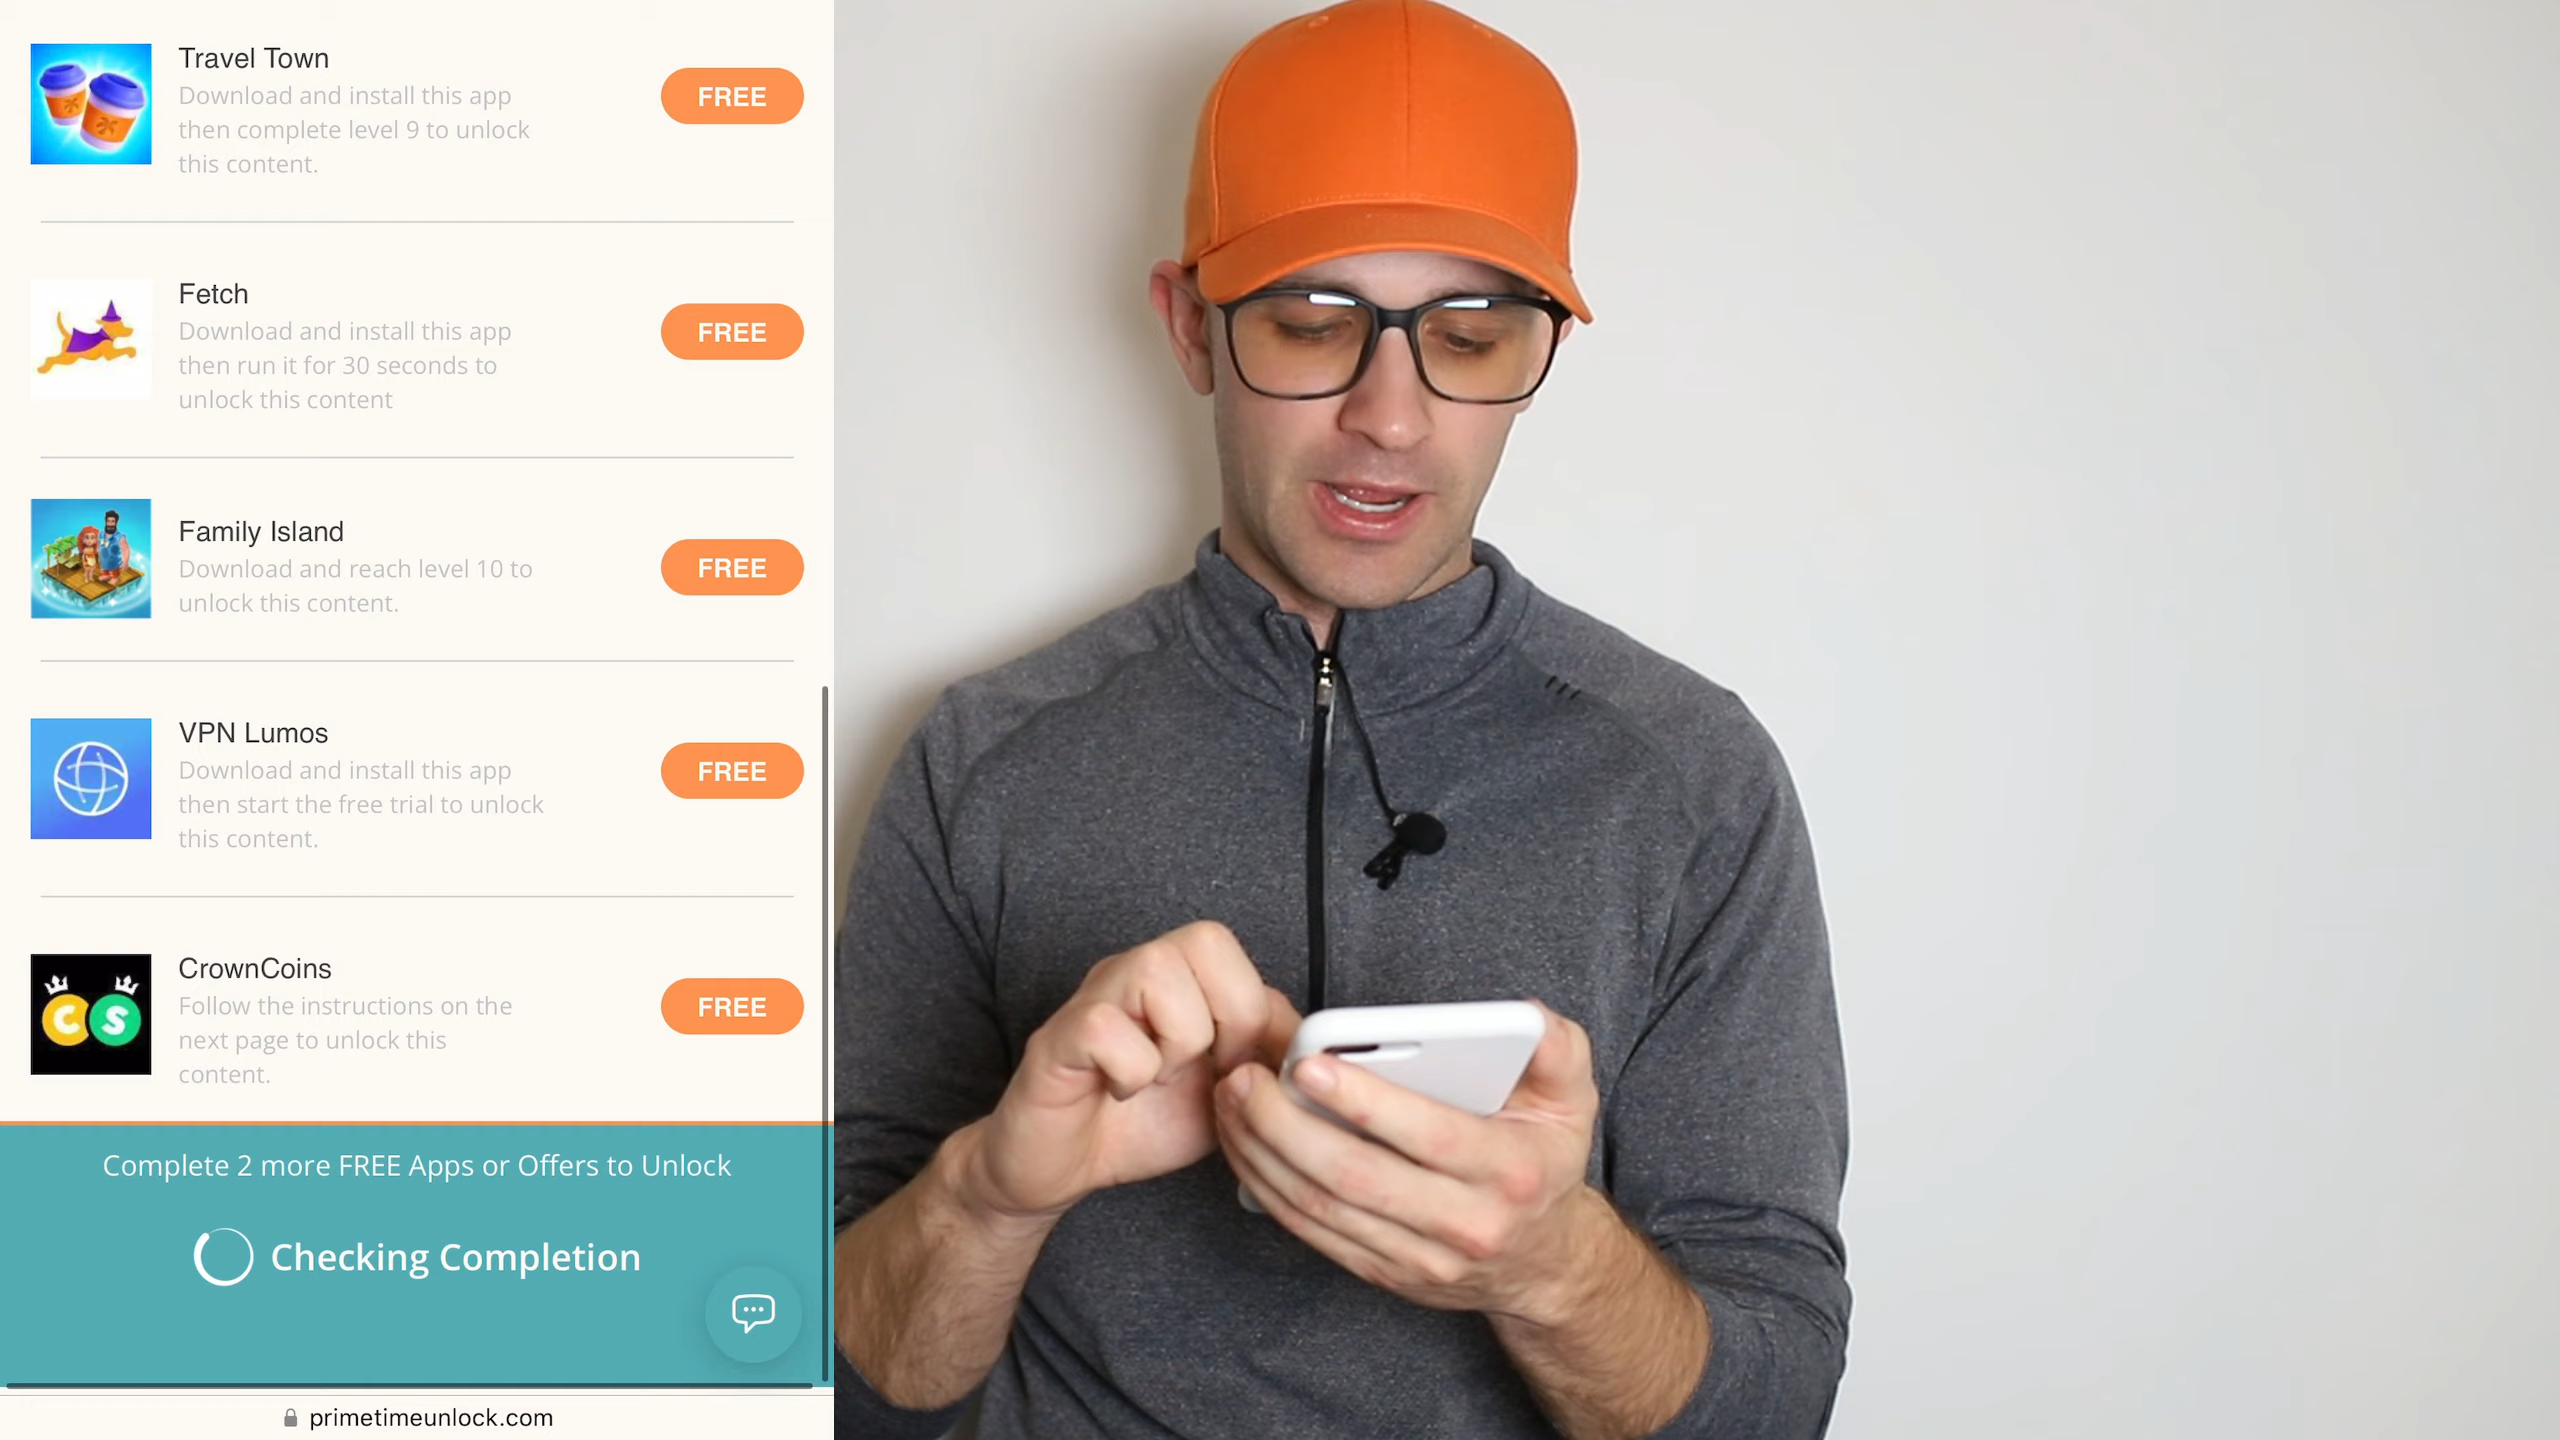 Travel Town
Download and install this app
then complete level 9 to unlock
this content.
FREE
Fetch
Download and install this app
then run it for 30 seconds to
unlock this content
FREE
Family Island
Download and reach level 10 to
unlock this content.
FREE
VPN Lumos
Download and install this app
then start the free trial to unlock
this content.
FREE
CS
CrownCoins
Follow the instructions on the
next page to unlock this
content.
FREE
Complete 2 more FREE Apps or Offers to Unlock
Checking Completion
primetimeunlock.com